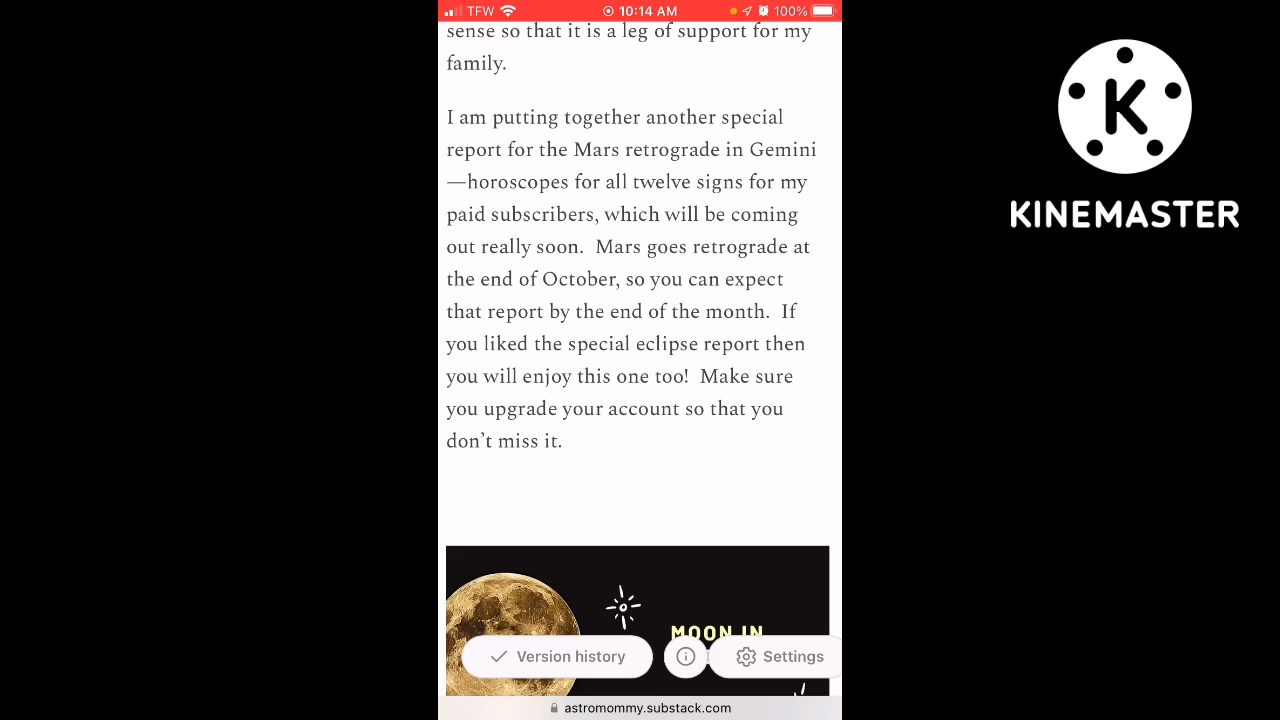 TFW 10:14 AM 100%
sense so that it is a leg of support for my
family.
I am putting together another special
report for the Mars retrograde in Gemini
—horoscopes for all twelve signs for my
paid subscribers, which will be coming
out really soon.  Mars goes retrograde at
the end of October, so you can expect
that report by the end of the month.  If
you liked the special eclipse report then
you will enjoy this one too!  Make sure
you upgrade your account so that you
don’t miss it.
MOON IN
Version history
Settings
astromommy.substack.com
K
KINEMASTER